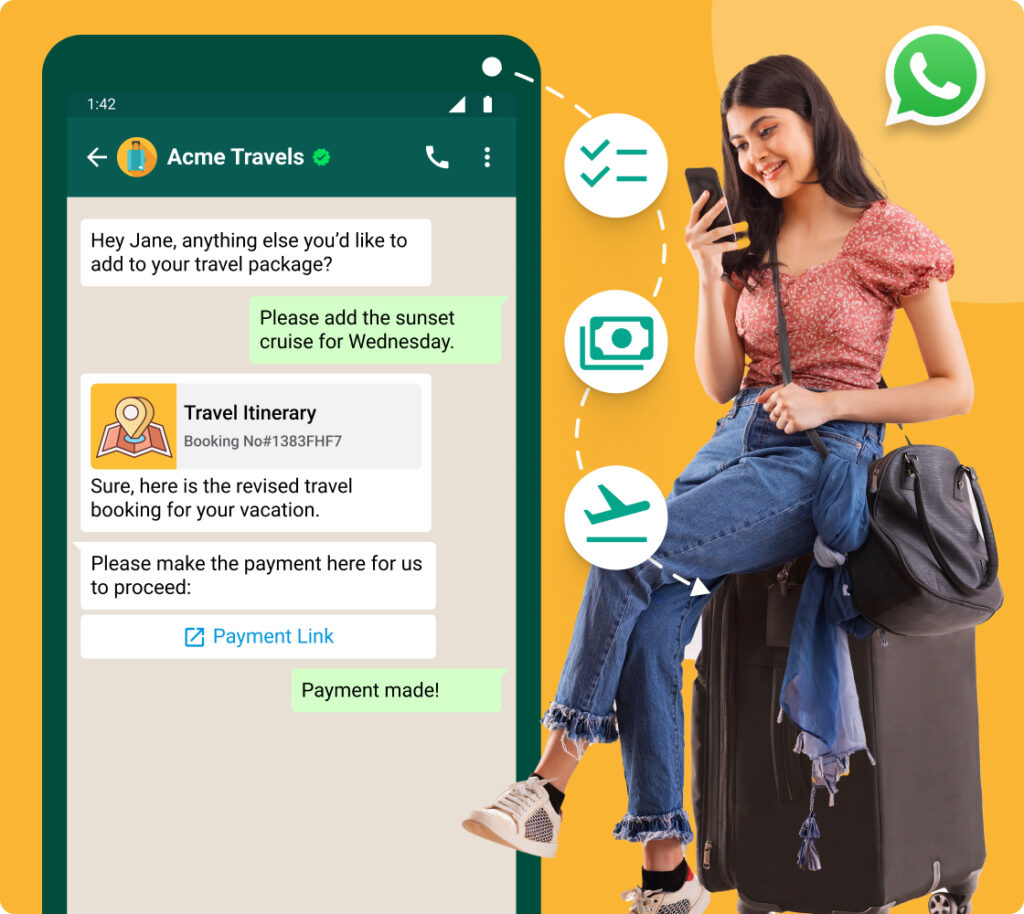 1:42
Acme Travels
Hey Jane, anything else you’d like to
add to your travel package?
Please add the sunset
cruise for Wednesday.
Travel Itinerary
Booking No#1383FHF7
Sure, here is the revised travel
booking for your vacation.
Please make the payment here for us
to proceed:
Payment Link
Payment made!